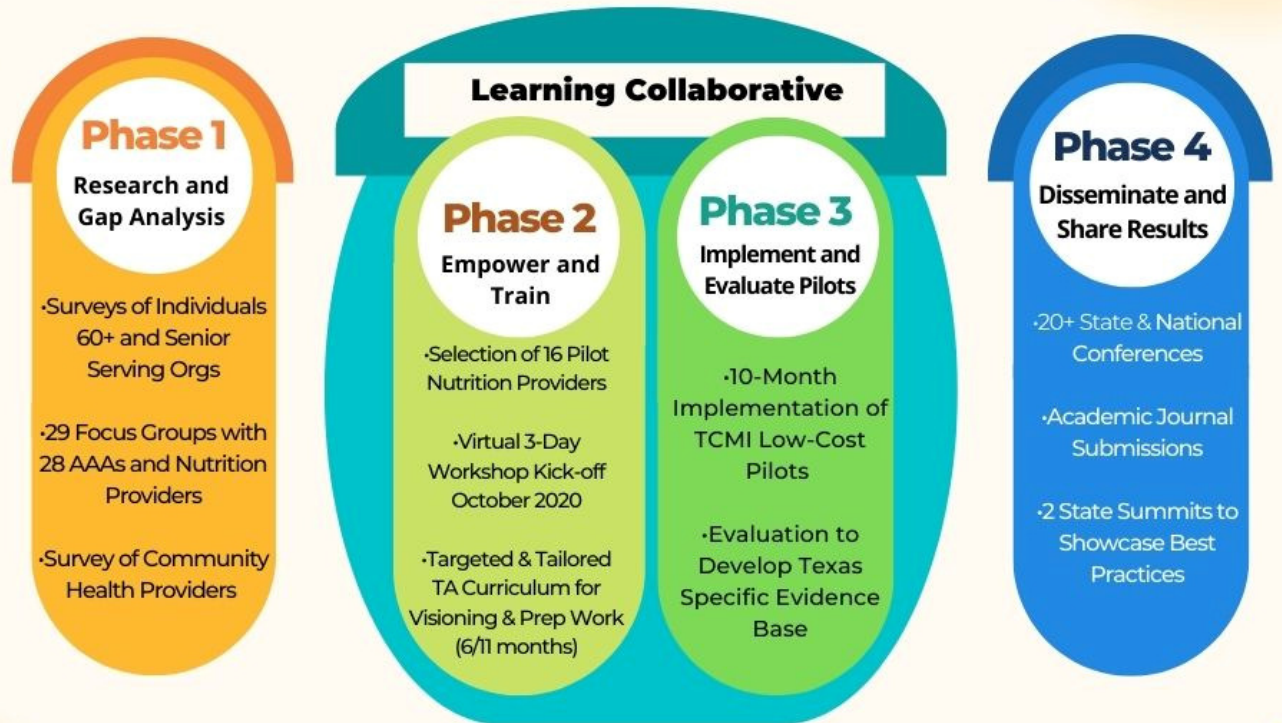 Phase 1
Research and
Gap Analysis
•Surveys of Individuals
60+ and Senior
Serving Orgs
•29 Focus Groups with
28 AAAs and Nutrition
Providers
•Survey of Community
Health Providers
Learning Collaborative
Phase 2
Empower and
Train
•Selection of 16 Pilot
Nutrition Providers
•Virtual 3-Day
Workshop Kick-off
October 2020
•Targeted & Tailored
TA Curriculum for
Visioning & Prep Work
(6/11 months)
Phase 3
Implement and
Evaluate Pilots
•10-Month
Implementation of
TCMI Low-Cost
Pilots
•Evaluation to
Develop Texas
Specific Evidence
Base
Phase 4
Disseminate and
Share Results
•20+ State & National
Conferences
•Academic Journal
Submissions
•2 State Summits to
Showcase Best
Practices